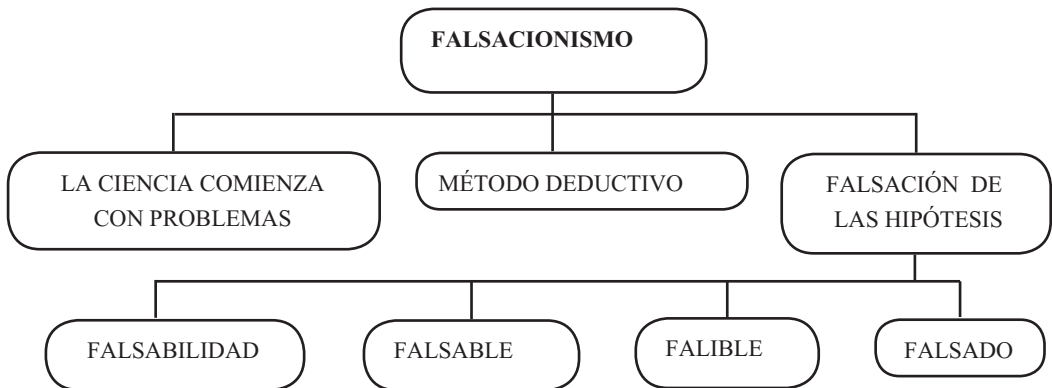 FALSACIONISMO
LA CIENCIA COMIENZA
CON PROBLEMAS
MÉTODO DEDUCTIVO
FALSACIÓN DE
LAS HIPÓTESIS
FALSABILIDAD
FALSABLE
FALIBLE
FALSADO